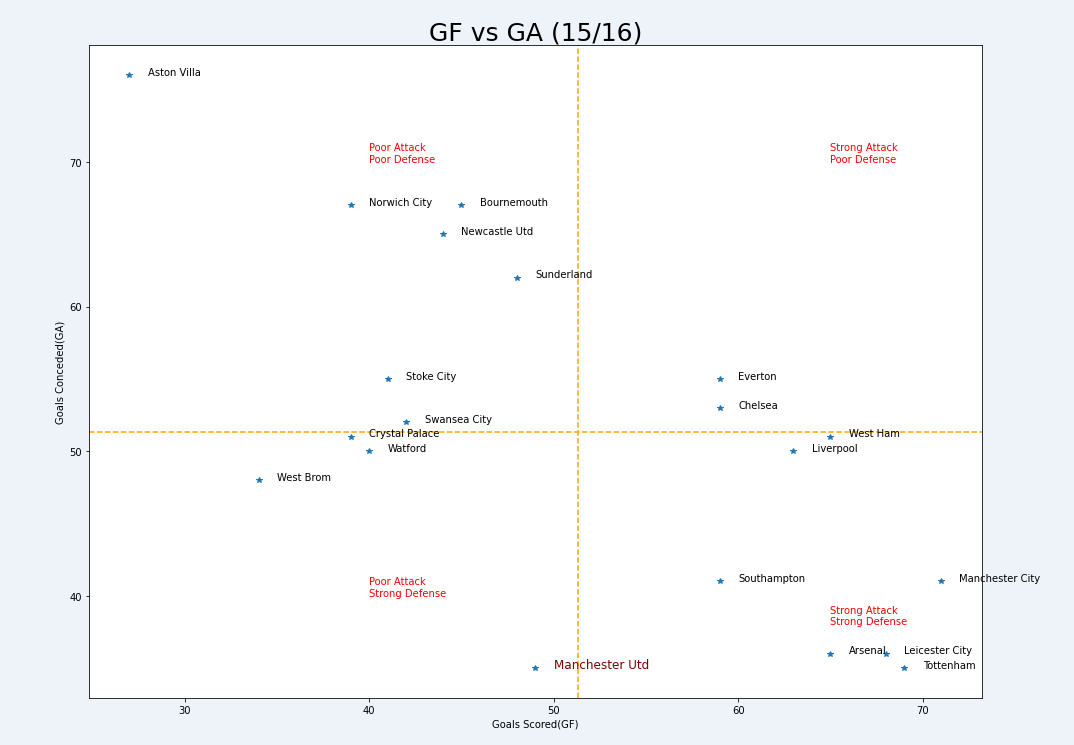 GF vs GA (15/16)
Aston Villa
Poor Attack
Poor Defense
Strong Attack
Poor Defense
70
Norwich City
Bournemouth
Newcastle Utd
Sunderland
60
Goals Conceded(GA)
Stoke City
Everton
Chelsea
Swansea City
Crystal Palace
West Ham
Watford
Liverpool
50
West Brom
Poor Attack
Strong Defense
Southampton
Manchester City
40
Strong Attack
Strong Defense
Arsenal
Leicester City
Manchester Utd
Tottenham
30
40
50
60
70
Goals Scored(GF)